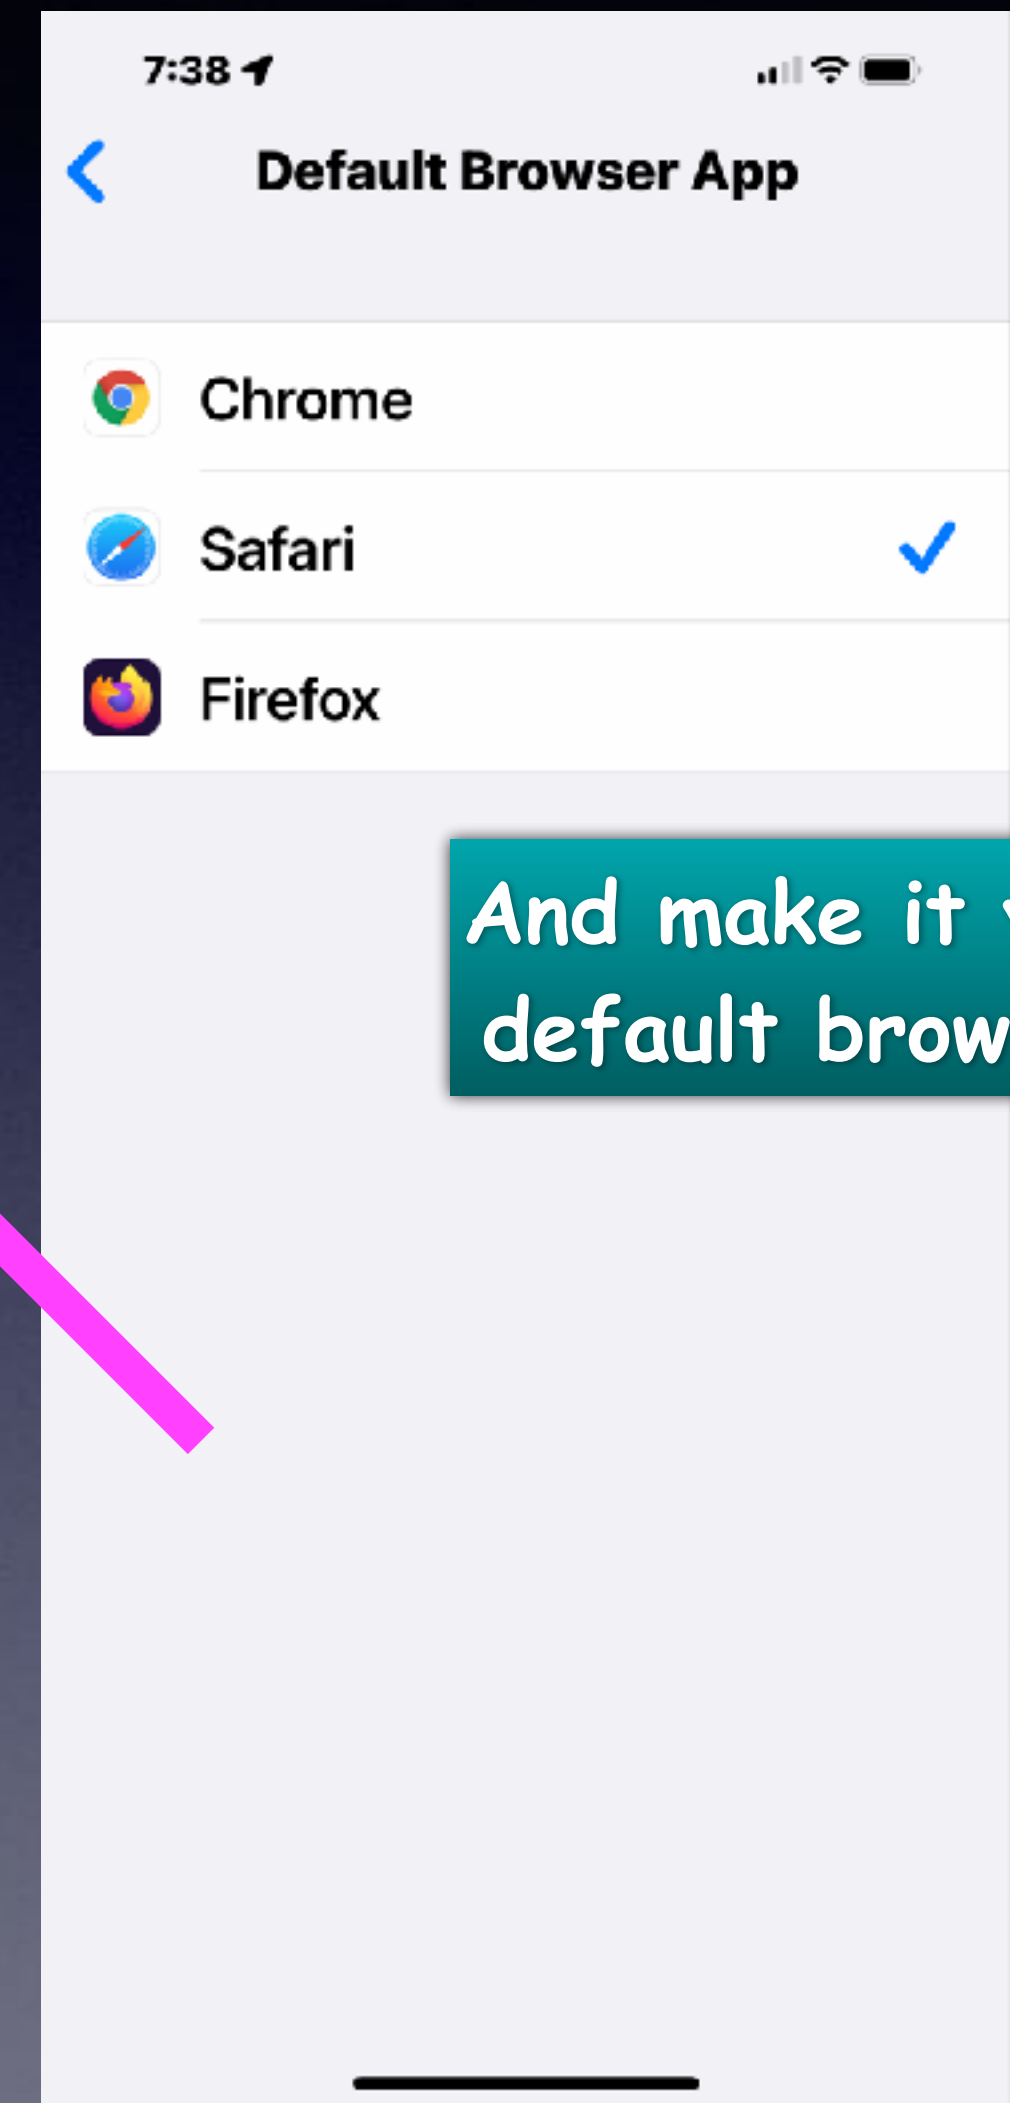 7:38
Default Browser App
Chrome
Safari
Firefox
And make it
default brow